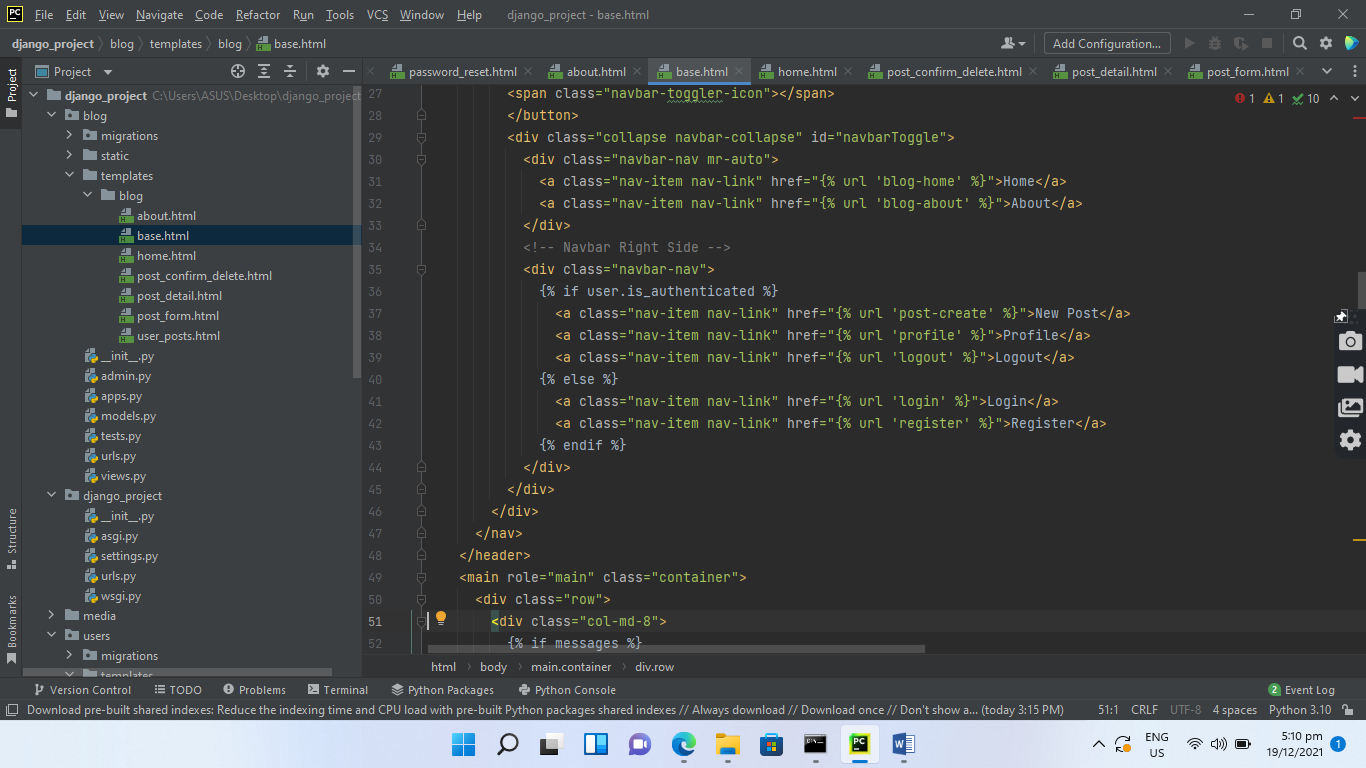 PC File Edit View Navigate Code Refactor Run Tools VCS Window Help django_project - base.html
django_project blog templates blog base.html Add Configuration...
Project password_reset.html about.html base.html home.html post_confirm_delete.html post_detail.html post_form.html
Project
Structure
Bookmarks
django_project C:\Users\ASUS\Desktop\django_project
blog
migrations
static
templates
blog
about.html
base.html
home.html
post_confirm_delete.html
post_detail.html
post_form.html
user_posts.html
__init__.py
admin.py
apps.py
models.py
tests.py
urls.py
views.py
django_project
__init__.py
asgi.py
settings.py
urls.py
wsgi.py
media
users
migrations
templates
1 1 10
27 <span class="navbar-toggler-icon"></span>
28 </button>
29 <div class="collapse navbar-collapse" id="navbarToggle">
30 <div class="navbar-nav mr-auto">
31 <a class="nav-item nav-link" href="{% url 'blog-home' %}">Home</a>
32 <a class="nav-item nav-link" href="{% url 'blog-about' %}">About</a>
33 </div>
34 <!-- Navbar Right Side -->
35 <div class="navbar-nav">
36 {% if user.is_authenticated %}
37 <a class="nav-item nav-link" href="{% url 'post-create' %}">New Post</a>
38 <a class="nav-item nav-link" href="{% url 'profile' %}">Profile</a>
39 <a class="nav-item nav-link" href="{% url 'logout' %}">Logout</a>
40 {% else %}
41 <a class="nav-item nav-link" href="{% url 'login' %}">Login</a>
42 <a class="nav-item nav-link" href="{% url 'register' %}">Register</a>
43 {% endif %}
44 </div>
45 </div>
46 </div>
47 </nav>
48 </header>
49 <main role="main" class="container">
50 <div class="row">
51 <div class="col-md-8">
52 {% if messages %}
html body main.container div.row
Version Control TODO Problems Terminal Python Packages Python Console 2 Event Log
Download pre-built shared indexes: Reduce the indexing time and CPU load with pre-built Python packages shared indexes // Always download // Download once // Don't show a... (today 3:15 PM) 51:1 CRLF UTF-8 4 spaces Python 3.10
ENG
US
5:10 pm
19/12/2021
1
PC
W